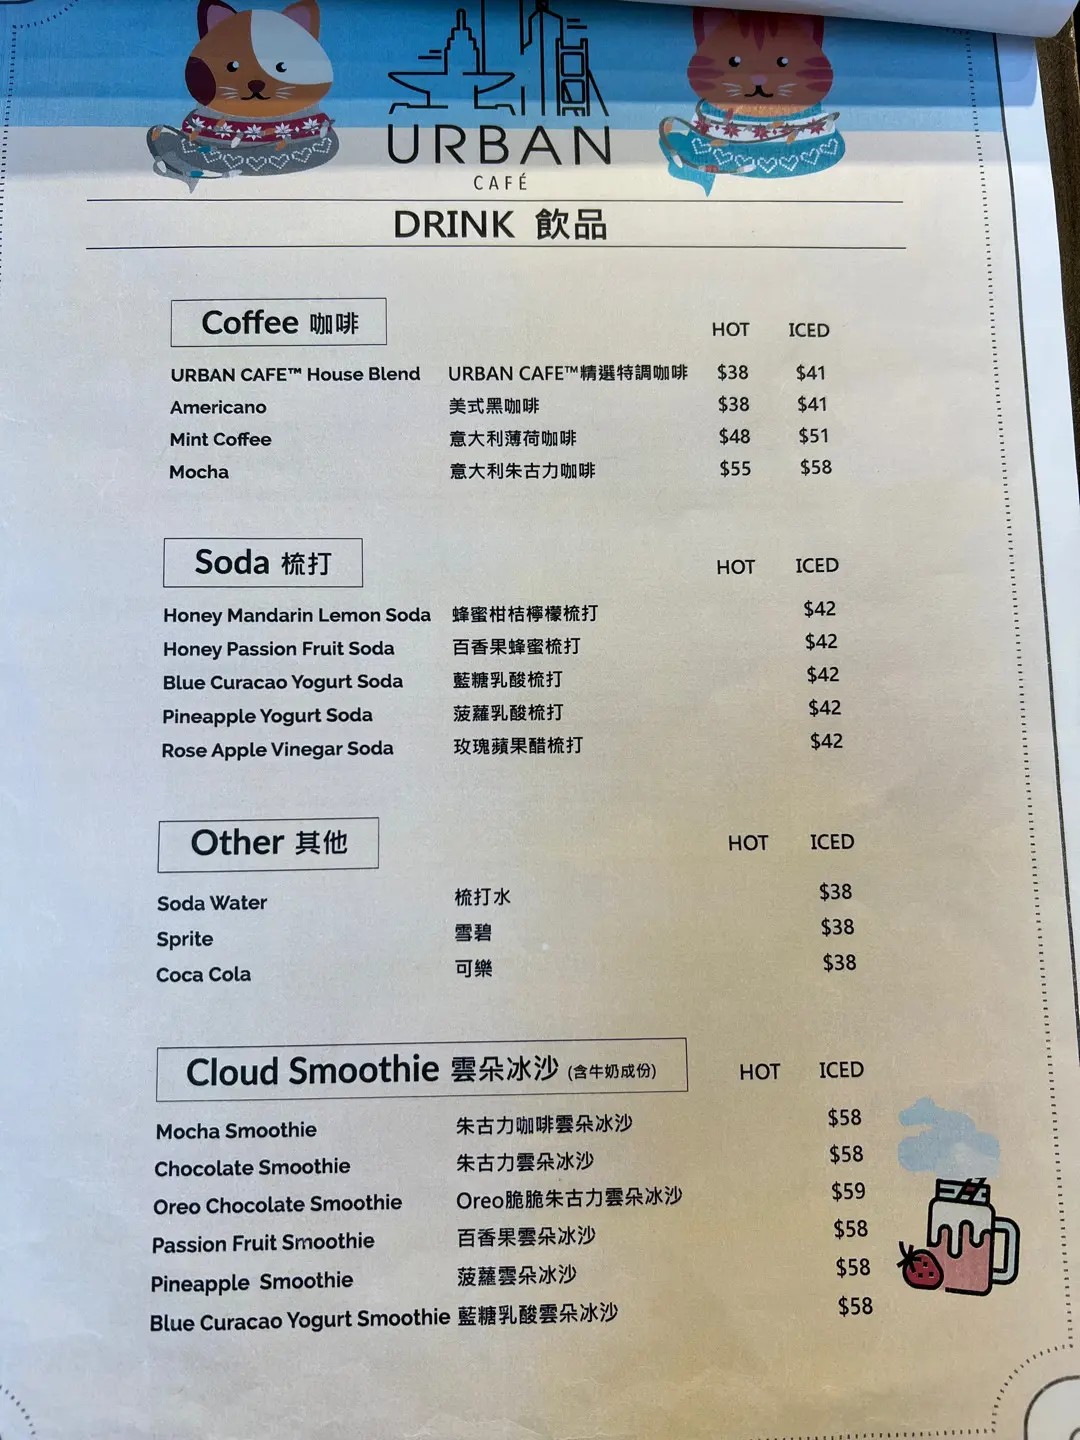 URBAN
CAFÉ
DRINK 飲品
Coffee 咖啡 HOT ICED
URBAN CAFE™ House Blend URBAN CAFE™精選特調咖啡 $38 $41
Americano 美式黑咖啡 $38 $41
Mint Coffee 意大利薄荷咖啡 $48 $51
Mocha 意大利朱古力咖啡 $55 $58
Soda 梳打 HOT ICED
Honey Mandarin Lemon Soda 蜂蜜柑桔檸檬梳打 $42
Honey Passion Fruit Soda 百香果蜂蜜梳打 $42
Blue Curacao Yogurt Soda 藍糖乳酸梳打 $42
Pineapple Yogurt Soda 菠蘿乳酸梳打 $42
Rose Apple Vinegar Soda 玫瑰蘋果醋梳打 $42
Other 其他 HOT ICED
Soda Water 梳打水 $38
Sprite 雪碧 $38
Coca Cola 可樂 $38
Cloud Smoothie 雲朵冰沙 (含牛奶成份) HOT ICED
Mocha Smoothie 朱古力咖啡雲朵冰沙 $58
Chocolate Smoothie 朱古力雲朵冰沙 $58
Oreo Chocolate Smoothie Oreo脆脆朱古力雲朵冰沙 $59
Passion Fruit Smoothie 百香果雲朵冰沙 $58
Pineapple Smoothie 菠蘿雲朵冰沙 $58
Blue Curacao Yogurt Smoothie 藍糖乳酸雲朵冰沙 $58